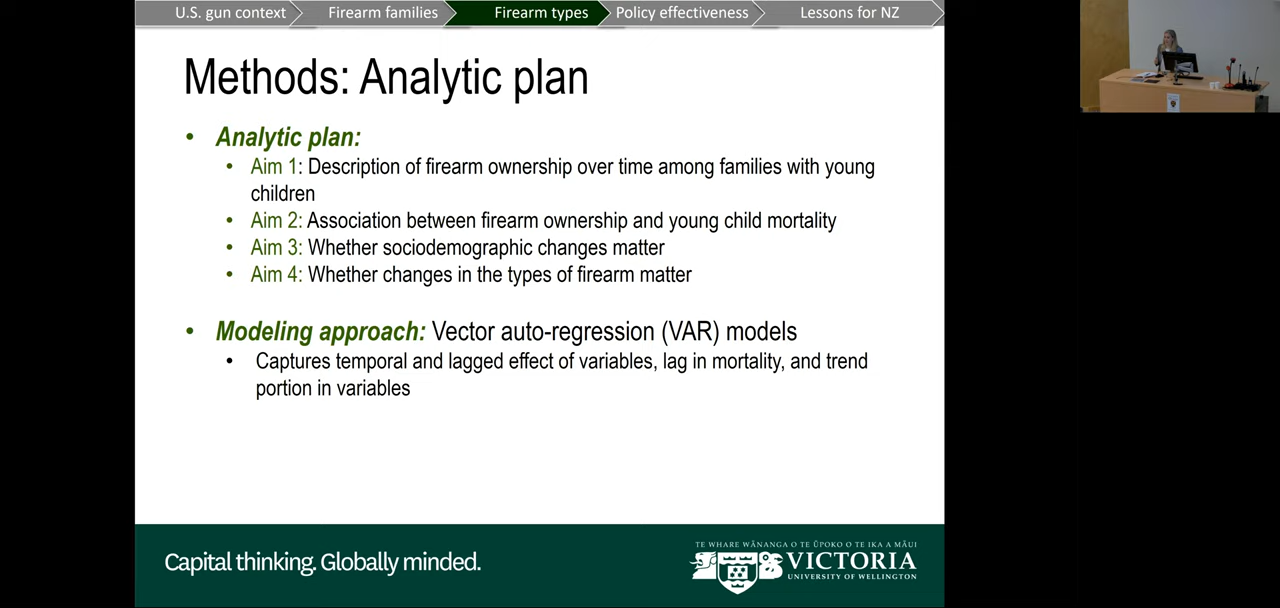 U.S. gun context
Firearm families
Firearm types
Policy effectiveness
Lessons for NZ
Methods: Analytic plan
• Analytic plan:
• Aim 1: Description of firearm ownership over time among families with young
children
• Aim 2: Association between firearm ownership and young child mortality
• Aim 3: Whether sociodemographic changes matter
• Aim 4: Whether changes in the types of firearm matter
• Modeling approach: Vector auto-regression (VAR) models
• Captures temporal and lagged effect of variables, lag in mortality, and trend
portion in variables
Capital thinking. Globally minded.
TE WHARE WĀNANGA O TE ŪPOKO O TE IKA A MĀUI
VICTORIA
UNIVERSITY OF WELLINGTON